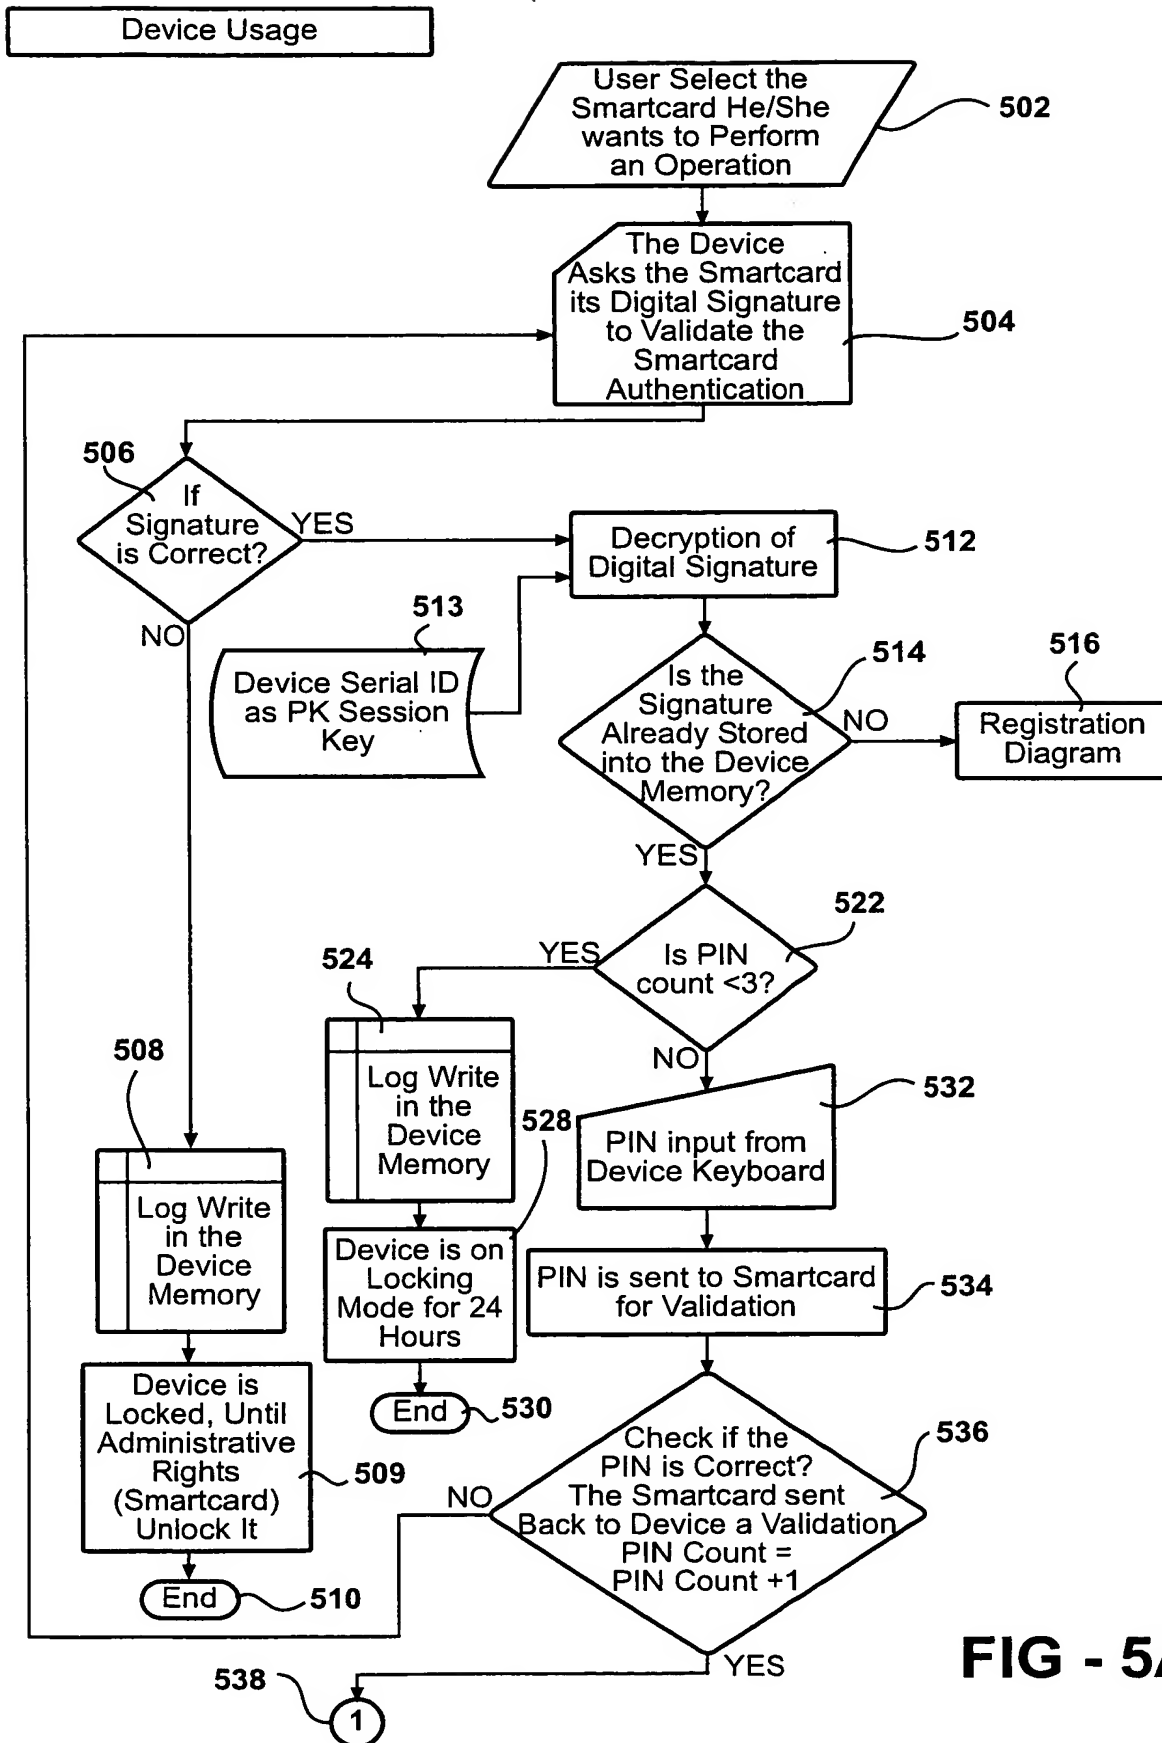 Device Usage
User Select the
Smartcard He/She
wants to Perform
an Operation
502
The Device
Asks the Smartcard
its Digital Signature
to Validate the
Smartcard
Authentication
504
506
If
Signature
is Correct?
YES
NO
Decryption of
Digital Signature
512
513
Device Serial ID
as PK Session
Key
Is the
Signature
Already Stored
into the Device
Memory?
514
NO
YES
516
Registration
Diagram
Is PIN
count <3?
522
YES
NO
524
Log Write
in the
Device
Memory
508
Log Write
in the
Device
Memory
528
Device is on
Locking
Mode for 24
Hours
End
530
PIN input from
Device Keyboard
532
PIN is sent to Smartcard
for Validation
534
Device is
Locked, Until
Administrative
Rights
(Smartcard)
Unlock It
509
End
510
Check if the
PIN is Correct?
The Smartcard sent
Back to Device a Validation
PIN Count =
PIN Count +1
536
NO
YES
538
1
FIG - 5A